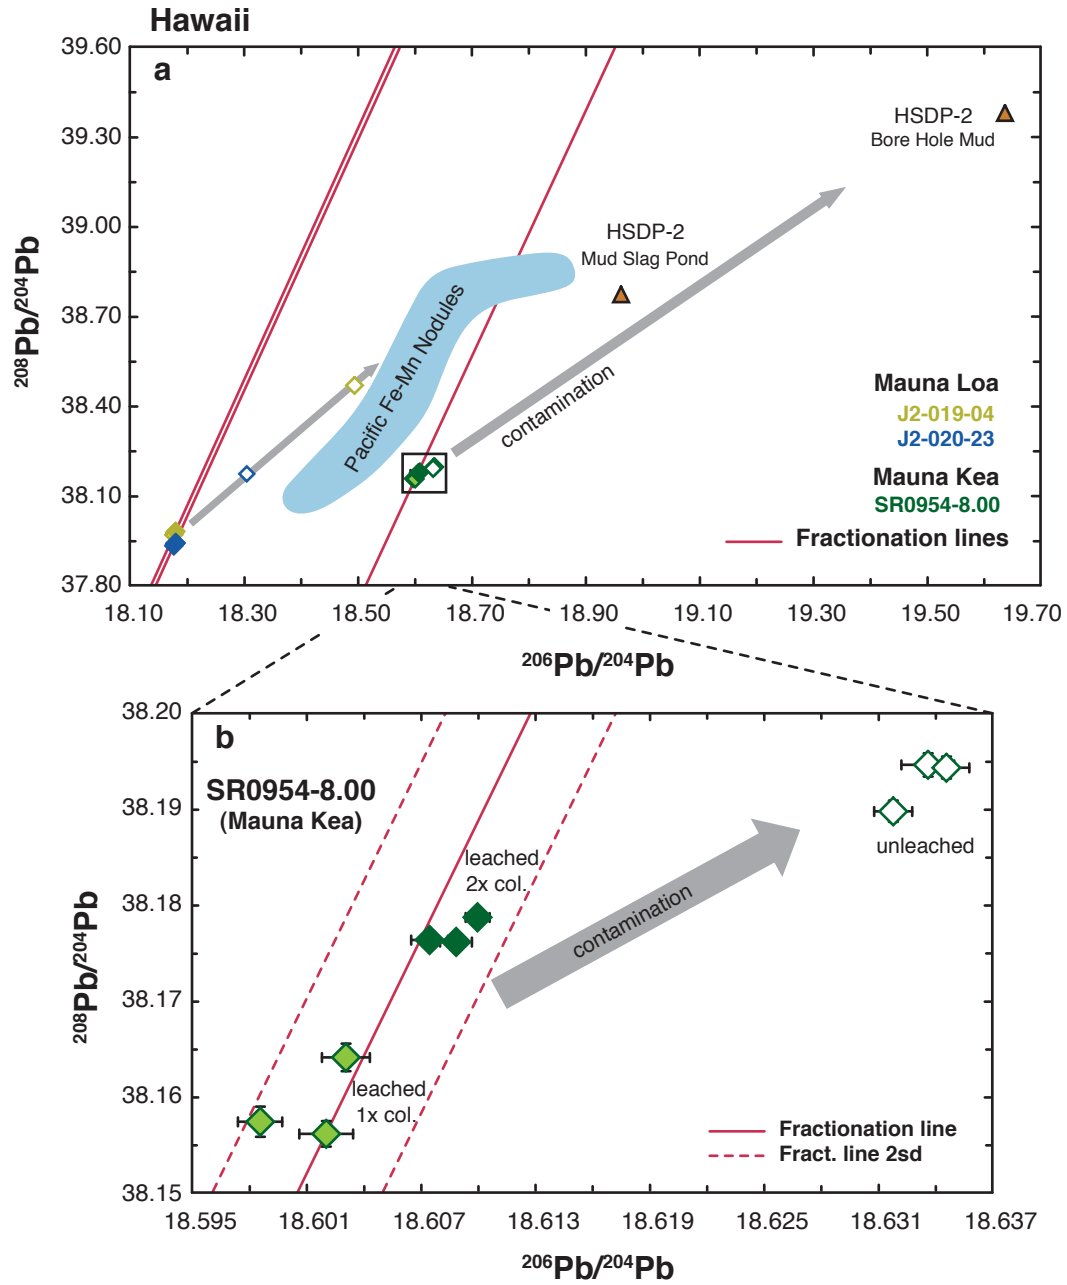 Hawaii
a
39.60
39.30
39.00
38.70
38.40
38.10
37.80
²⁰⁸Pb/²⁰⁴Pb
HSDP-2
Bore Hole Mud
HSDP-2
Mud Slag Pond
Pacific Fe-Mn Nodules
contamination
Mauna Loa
J2-019-04
J2-020-23
Mauna Kea
SR0954-8.00
Fractionation lines
18.10 18.30 18.50 18.70 18.90 19.10 19.30 19.50 19.70
²⁰⁶Pb/²⁰⁴Pb
b
38.20
38.19
38.18
38.17
38.16
38.15
²⁰⁸Pb/²⁰⁴Pb
SR0954-8.00
(Mauna Kea)
leached
2x col.
unleached
contamination
leached
1x col.
Fractionation line
Fract. line 2sd
18.595 18.601 18.607 18.613 18.619 18.625 18.631 18.637
²⁰⁶Pb/²⁰⁴Pb